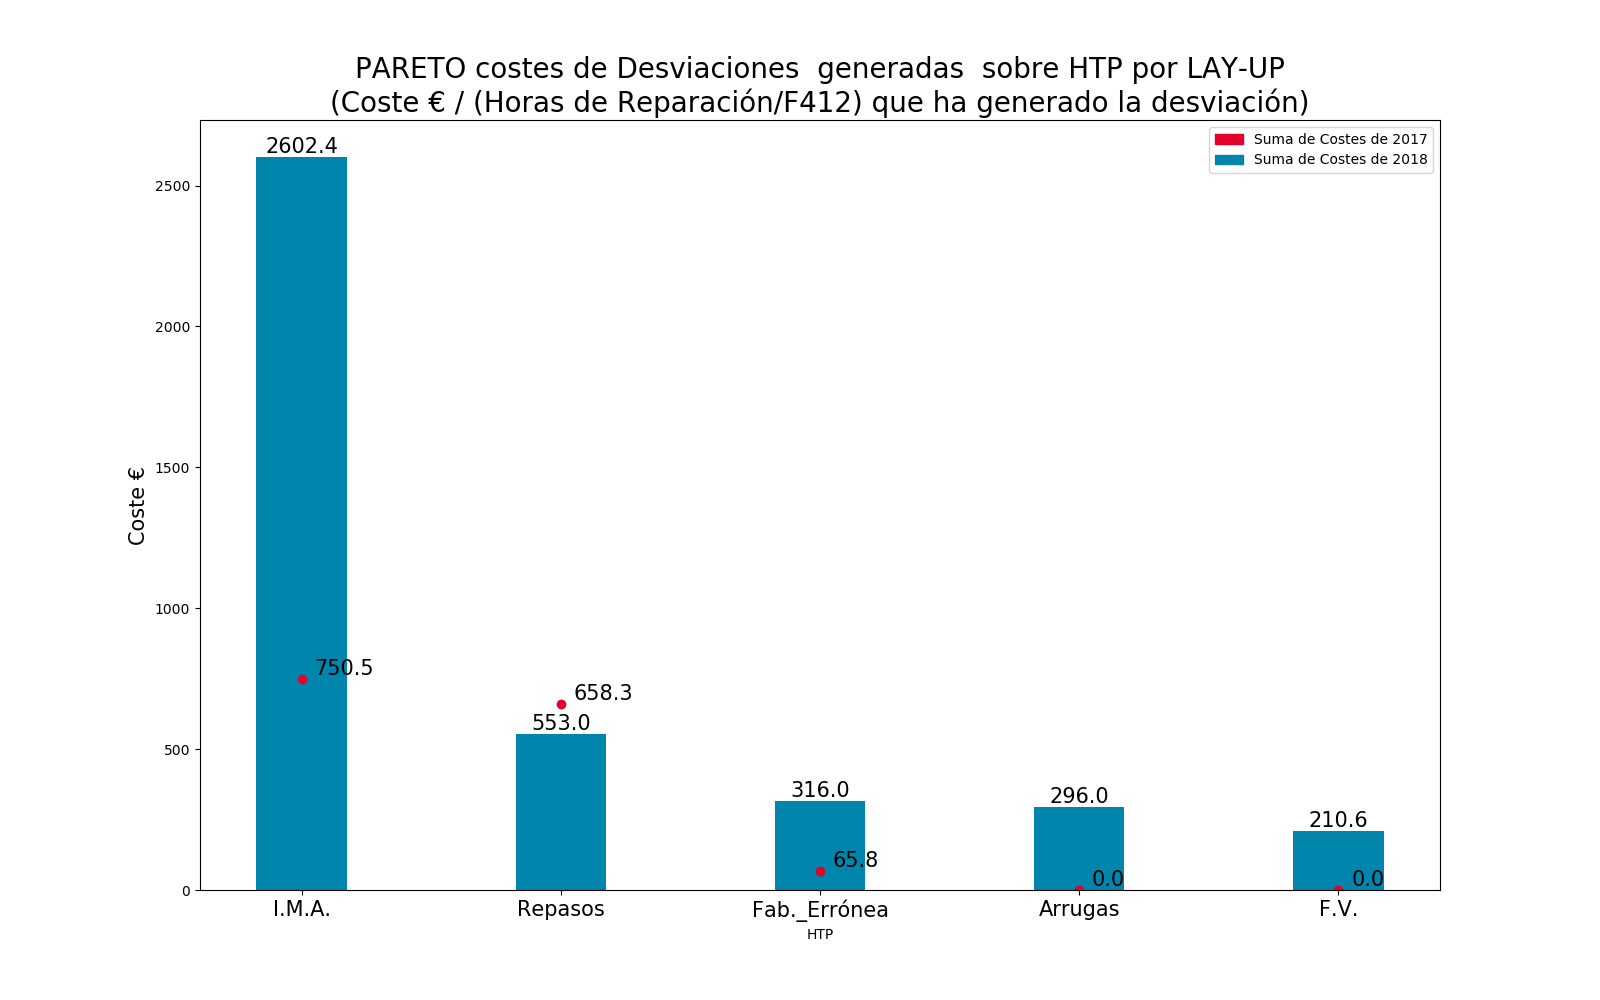 PARETO costes de Desviaciones  generadas  sobre HTP por LAY-UP
(Coste € / (Horas de Reparación/F412) que ha generado la desviación)
Suma de Costes de 2017
Suma de Costes de 2018
Coste €
2500
2000
1500
1000
500
0
2602.4
750.5
658.3
553.0
316.0
65.8
296.0
0.0
210.6
0.0
I.M.A.
Repasos
Fab._Errónea
Arrugas
F.V.
HTP